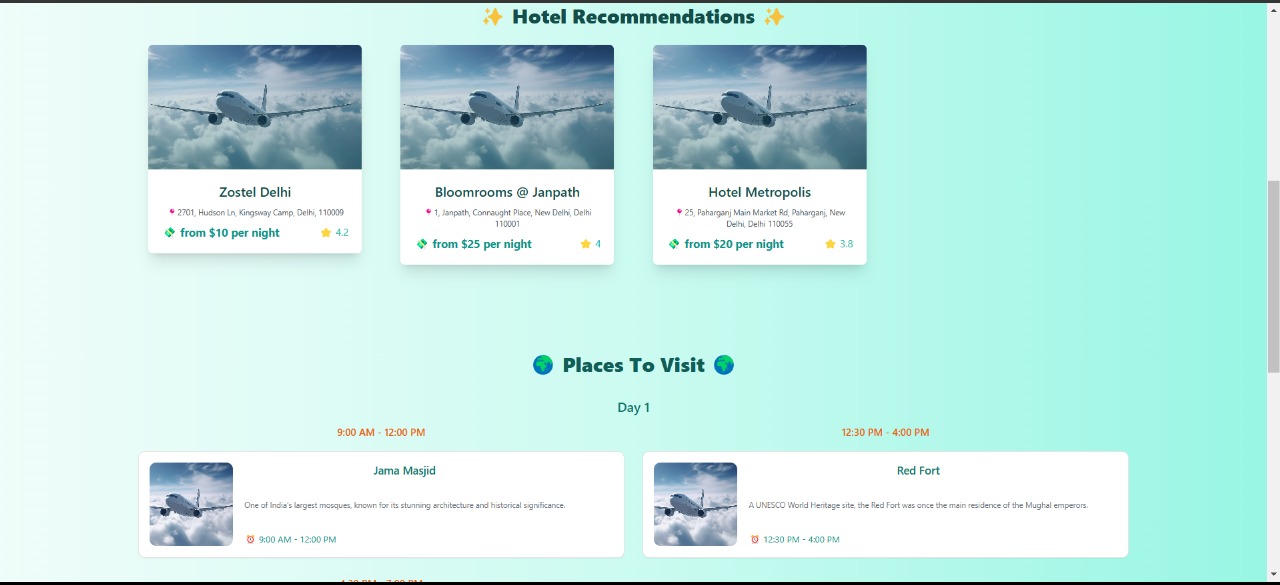 ✨ Hotel Recommendations ✨
Zostel Delhi
📍 2701, Hudson Ln, Kingsway Camp, Delhi, 110009
💸 from $10 per night ⭐ 4.2
Bloomrooms @ Janpath
📍 1, Janpath, Connaught Place, New Delhi, Delhi
110001
💸 from $25 per night ⭐ 4
Hotel Metropolis
📍 25, Paharganj Main Market Rd, Paharganj, New
Delhi, Delhi 110055
💸 from $20 per night ⭐ 3.8
🌍 Places To Visit 🌍
Day 1
9:00 AM - 12:00 PM
Jama Masjid
One of India's largest mosques, known for its stunning architecture and historical significance.
⏰ 9:00 AM - 12:00 PM
12:30 PM - 4:00 PM
Red Fort
A UNESCO World Heritage site, the Red Fort was once the main residence of the Mughal emperors.
⏰ 12:30 PM - 4:00 PM